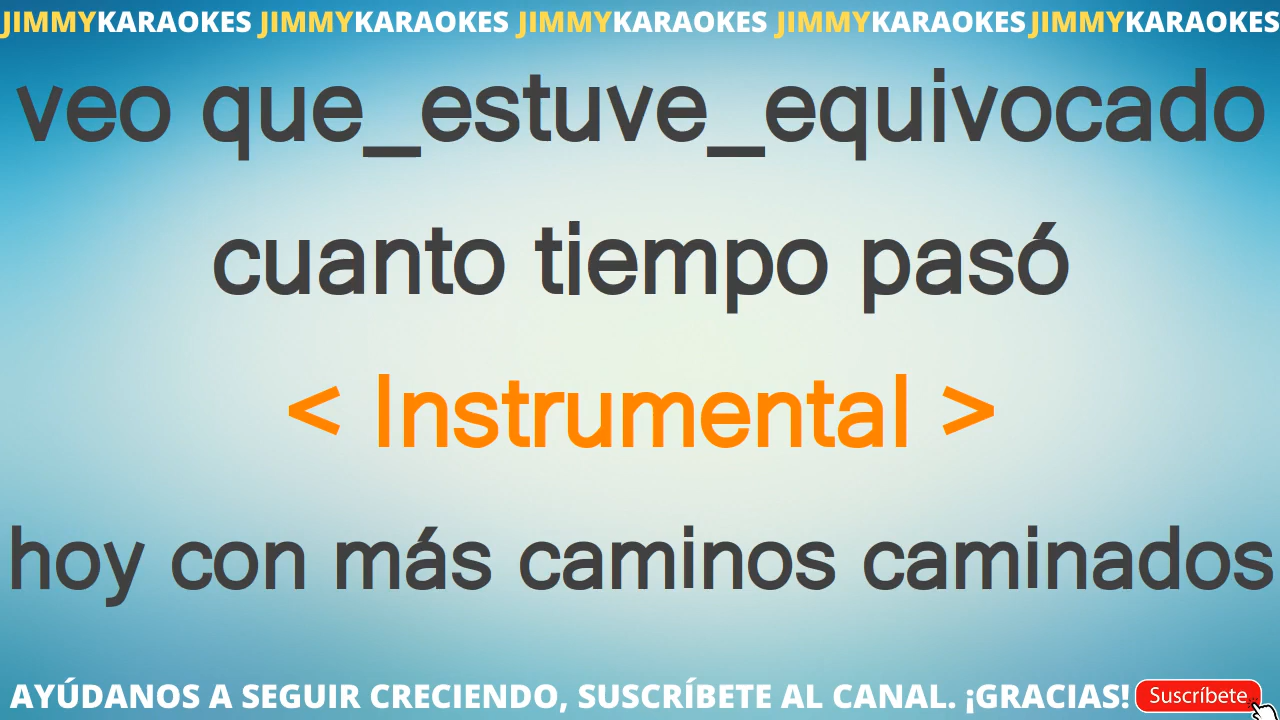 JIMMYKARAOKES JIMMYKARAOKES JIMMYKARAOKES JIMMYKARAOKES JIMMYKARAOKES
veo que_estuve_equivocado
cuanto tiempo pasó
< Instrumental >
hoy con más caminos caminados
AYÚDANOS A SEGUIR CRECIENDO, SUSCRÍBETE AL CANAL. ¡GRACIAS! Suscríbete